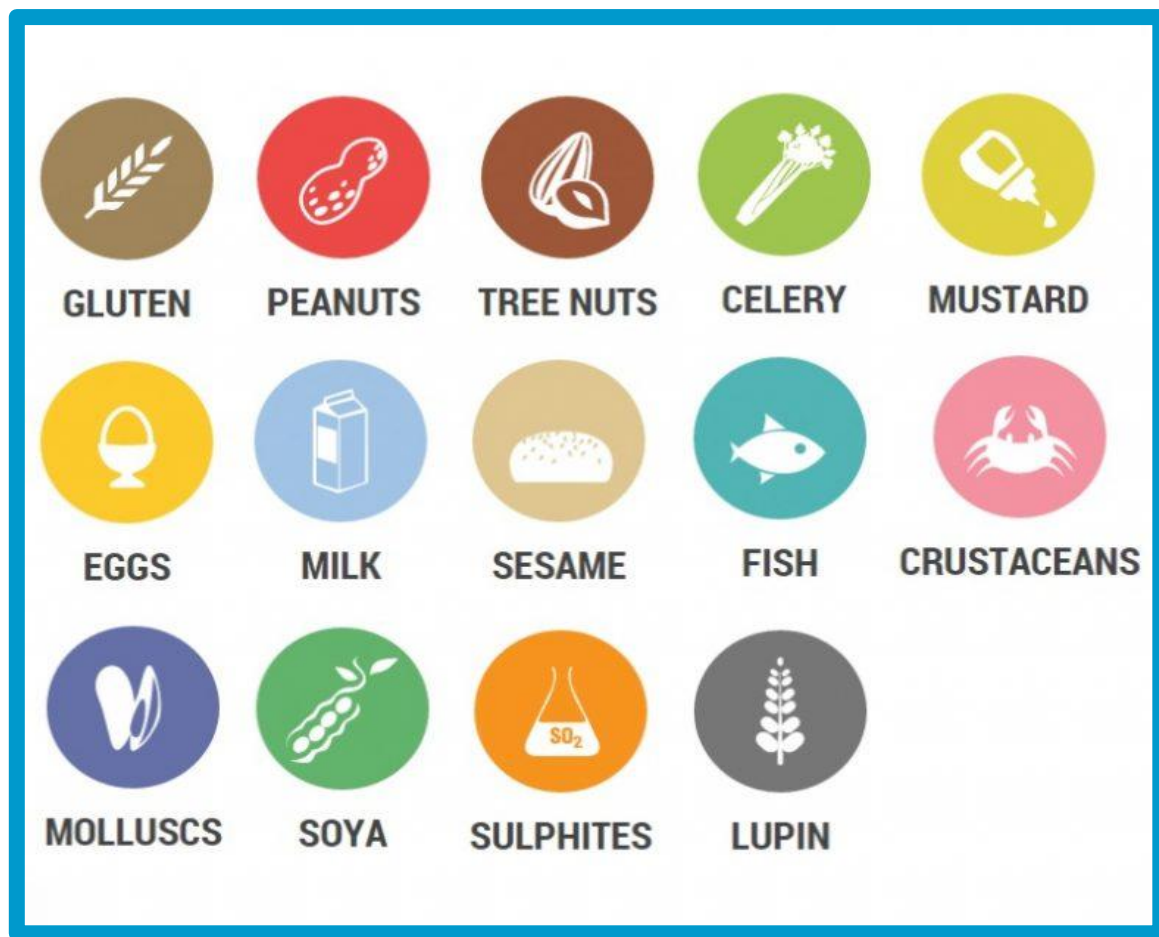 GLUTEN PEANUTS TREE NUTS CELERY MUSTARD
EGGS MILK SESAME FISH CRUSTACEANS
SO₂
MOLLUSCS SOYA SULPHITES LUPIN